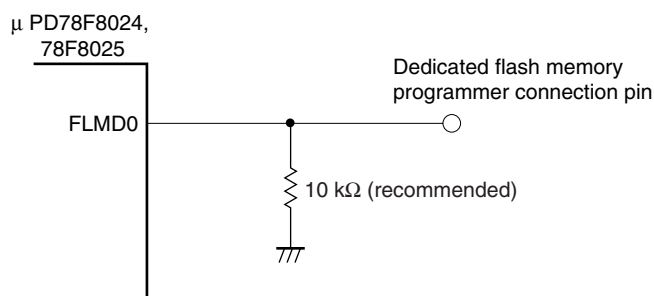 μ PD78F8024,
78F8025
Dedicated flash memory
programmer connection pin
FLMD0
10 kΩ (recommended)